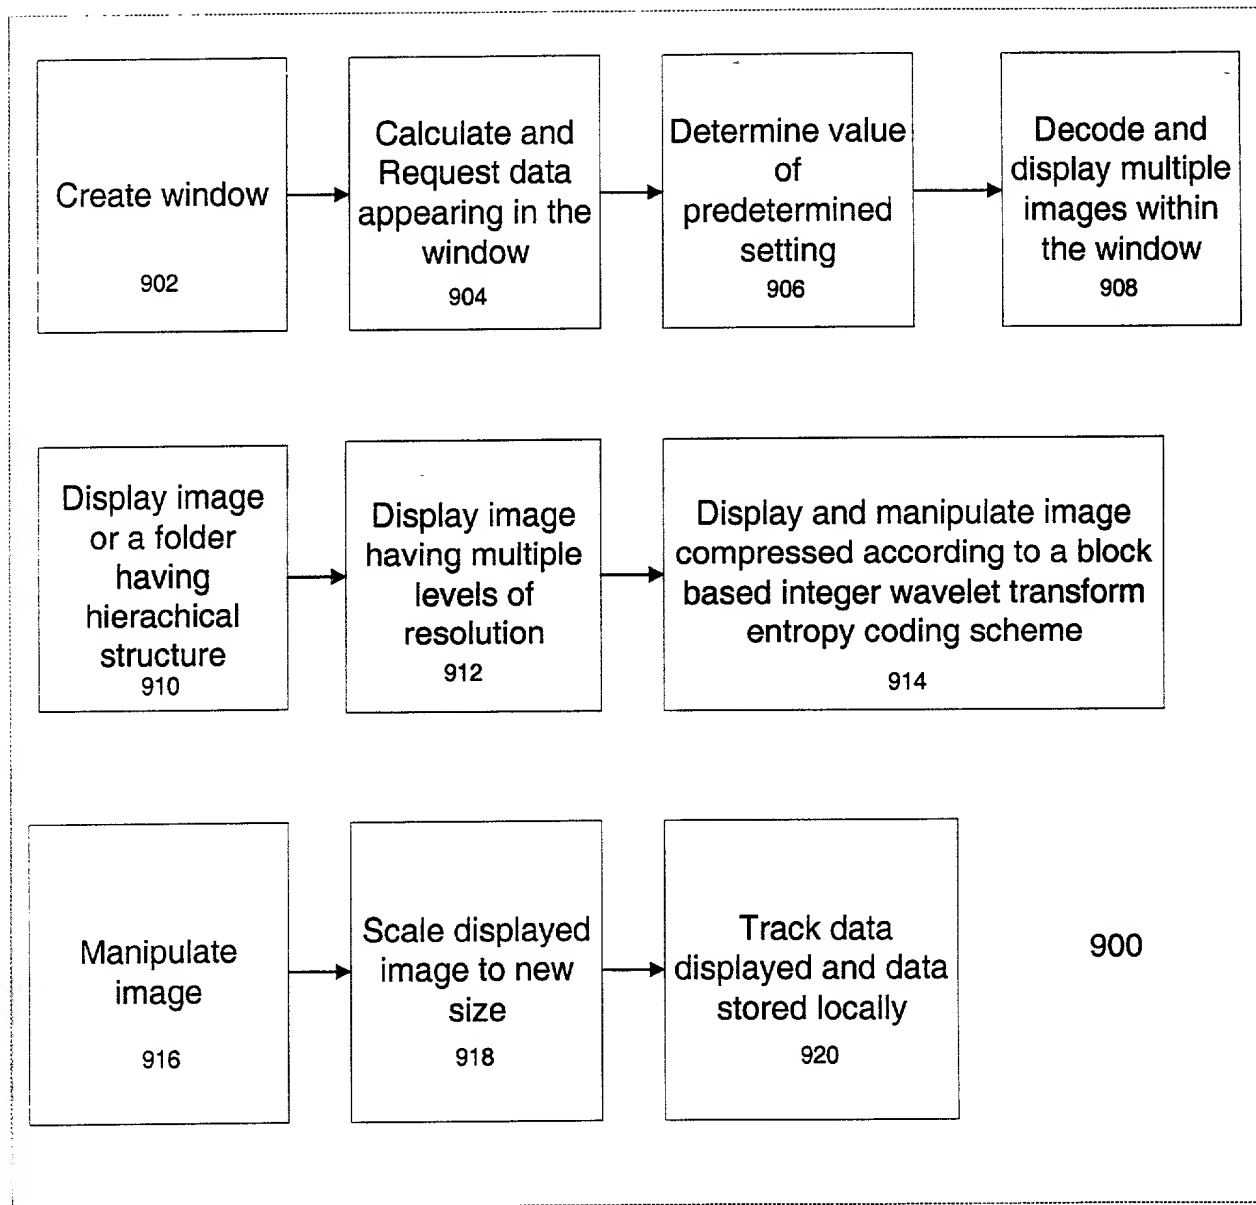 Create window
902
Calculate and
Request data
appearing in the
window
904
Determine value
of
predetermined
setting
906
Decode and
display multiple
images within
the window
908
Display image
or a folder
having
hierachical
structure
910
Display image
having multiple
levels of
resolution
912
Display and manipulate image
compressed according to a block
based integer wavelet transform
entropy coding scheme
914
Manipulate
image
916
Scale displayed
image to new
size
918
Track data
displayed and data
stored locally
920
900